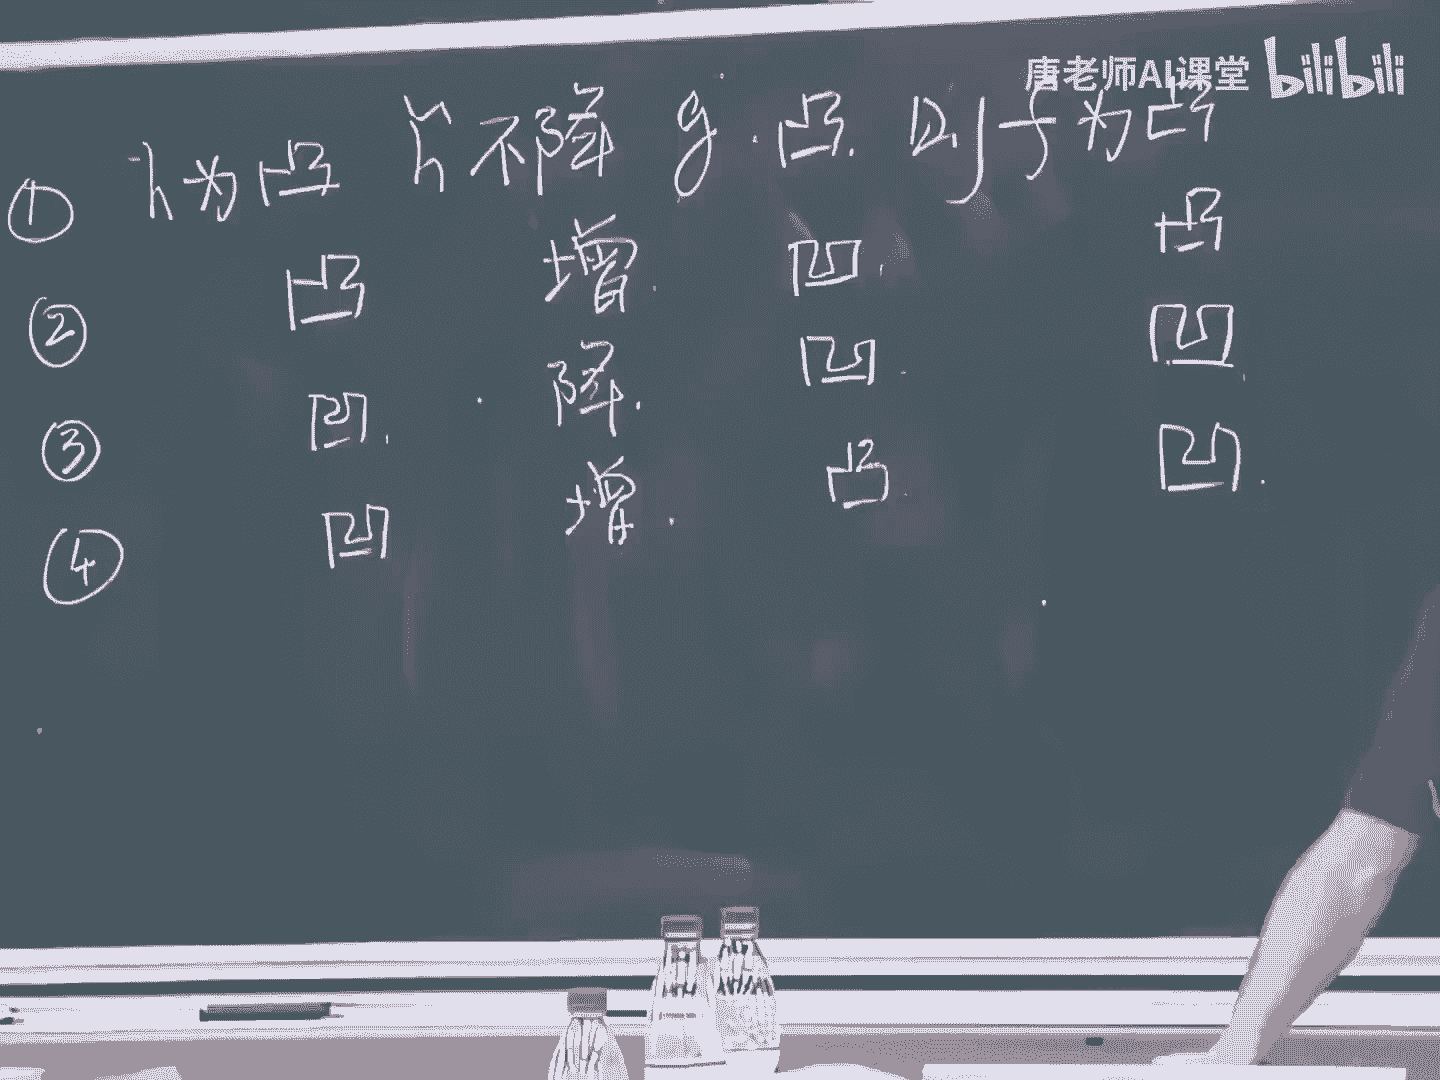 唐老师AI课堂 bilibili
① h为凸 h̃不降 g.凸. 则f为凸
② 凸 增. 凹. 凸
③ 凹. 降. 凹. 凹.
④ 凹 增. 凸. 凹.